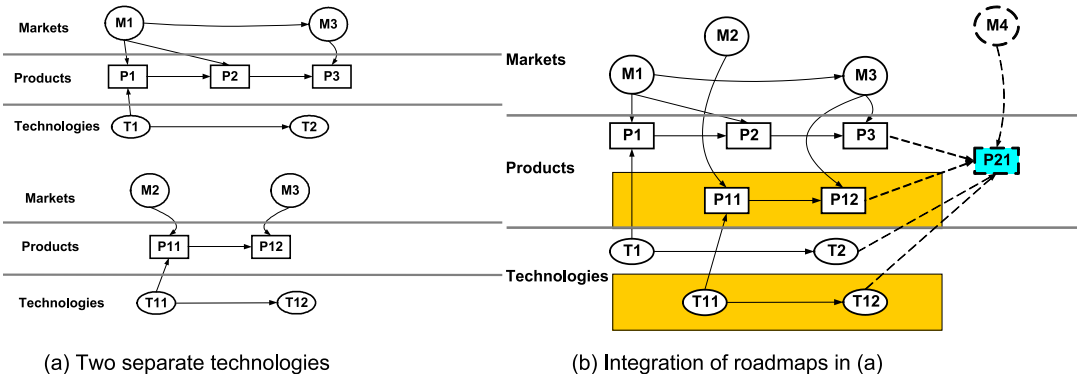 Markets
M1
M3
Products
P1
P2
P3
Technologies
T1
T2
Markets
M2
M3
Products
P11
P12
Technologies
T11
T12
(a) Two separate technologies
M2
M4
Markets
M1
M3
P1
P2
P3
Products
P21
P11
P12
T1
T2
Technologies
T11
T12
(b) Integration of roadmaps in (a)